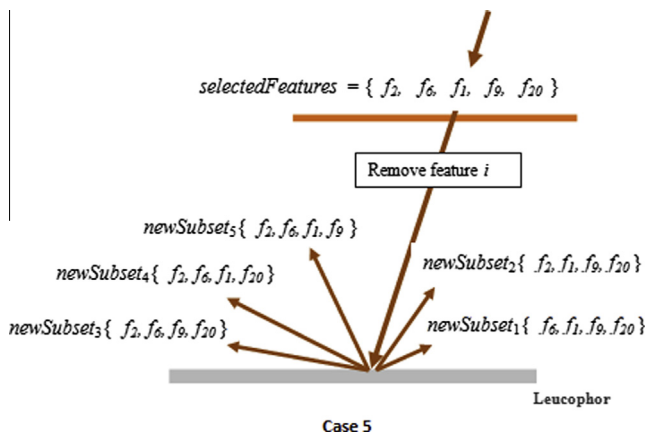 selectedFeatures = { f2, f6, f1, f9, f20 }
Remove feature i
newSubset5{ f2, f6, f1, f9 }
newSubset4{ f2, f6, f1, f20 }
newSubset2{ f2, f1, f9, f20 }
newSubset3{ f2, f6, f9, f20 }
newSubset1{ f6, f1, f9, f20 }
Leucophor
Case 5